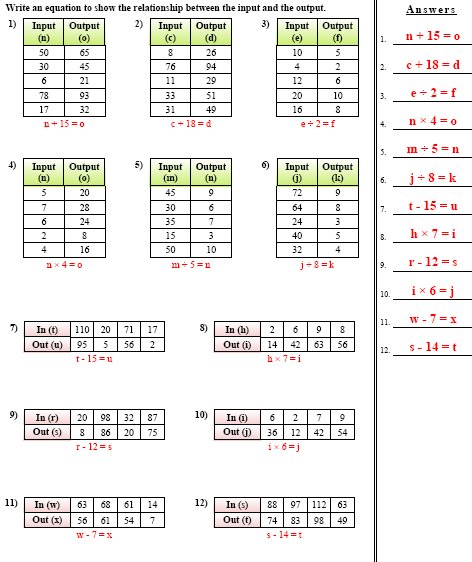 Write an equation to show the relationship between the input and the output.
Answers
1) Input (n) Output (o)
50 65
30 45
6 21
78 93
17 32
n + 15 = o
2) Input (c) Output (d)
8 26
76 94
11 29
33 51
31 49
c + 18 = d
3) Input (e) Output (f)
10 5
4 2
12 6
20 10
16 8
e ÷ 2 = f
4) Input (n) Output (o)
5 20
7 28
6 24
2 8
4 16
n × 4 = o
5) Input (m) Output (n)
45 9
30 6
35 7
15 3
50 10
m ÷ 5 = n
6) Input (j) Output (k)
72 9
64 8
24 3
40 5
32 4
j ÷ 8 = k
7) In (t) 110 20 71 17
Out (u) 95 5 56 2
t - 15 = u
8) In (h) 2 6 9 8
Out (i) 14 42 63 56
h × 7 = i
9) In (r) 20 98 32 87
Out (s) 8 86 20 75
r - 12 = s
10) In (i) 6 2 7 9
Out (j) 36 12 42 54
i × 6 = j
11) In (w) 63 68 61 14
Out (x) 56 61 54 7
w - 7 = x
12) In (s) 88 97 112 63
Out (t) 74 83 98 49
s - 14 = t
1. n + 15 = o
2. c + 18 = d
3. e ÷ 2 = f
4. n × 4 = o
5. m ÷ 5 = n
6. j ÷ 8 = k
7. t - 15 = u
8. h × 7 = i
9. r - 12 = s
10. i × 6 = j
11. w - 7 = x
12. s - 14 = t